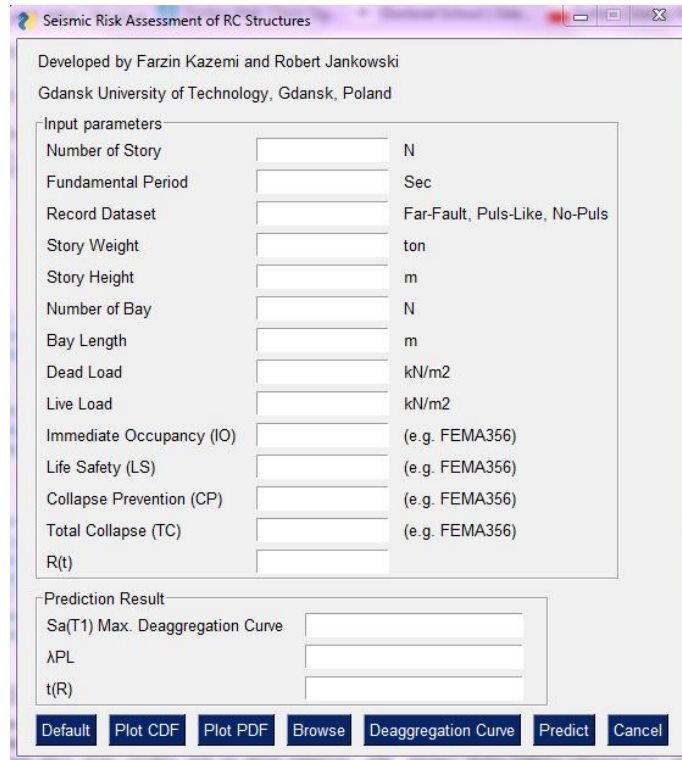 Seismic Risk Assessment of RC Structures
Developed by Farzin Kazemi and Robert Jankowski
Gdansk University of Technology, Gdansk, Poland
Input parameters
Number of Story N
Fundamental Period Sec
Record Dataset Far-Fault, Puls-Like, No-Puls
Story Weight ton
Story Height m
Number of Bay N
Bay Length m
Dead Load kN/m2
Live Load kN/m2
Immediate Occupancy (IO) (e.g. FEMA356)
Life Safety (LS) (e.g. FEMA356)
Collapse Prevention (CP) (e.g. FEMA356)
Total Collapse (TC) (e.g. FEMA356)
R(t)
Prediction Result
Sa(T1) Max. Deaggregation Curve
λPL
t(R)
Default Plot CDF Plot PDF Browse Deaggregation Curve Predict Cancel